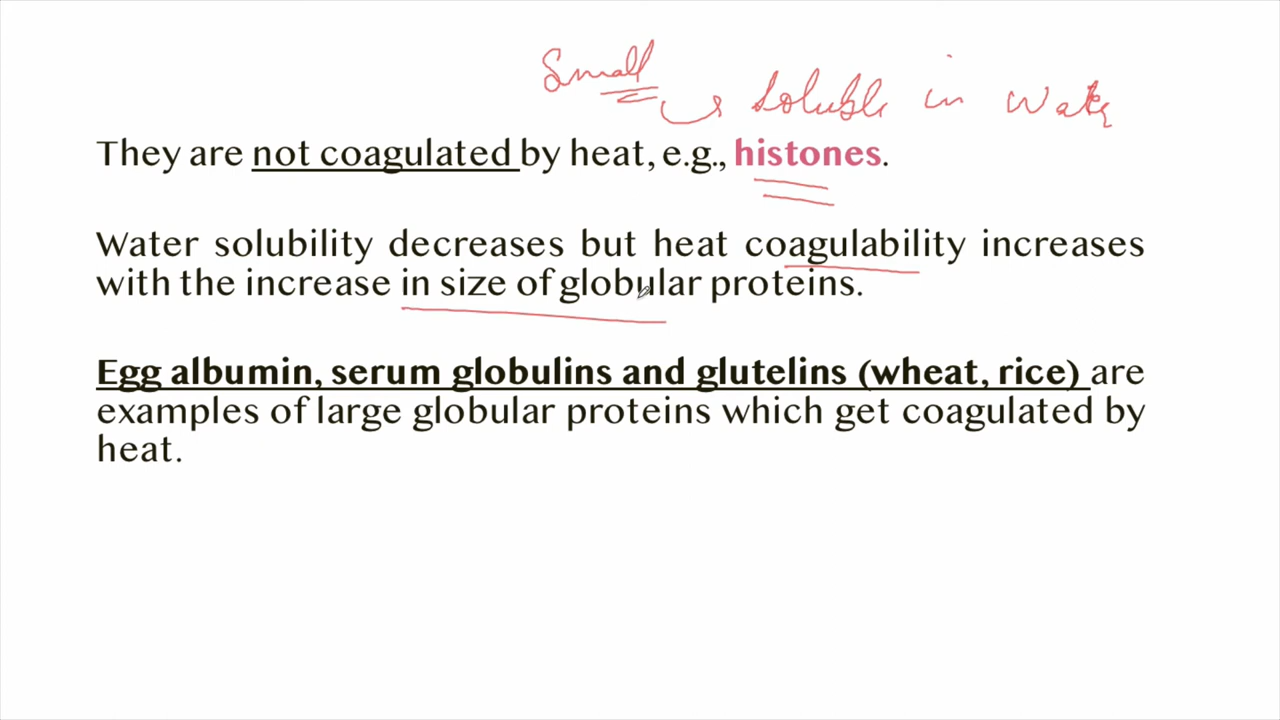 Small
↳ Soluble in Water
They are not coagulated by heat, e.g., histones.
Water solubility decreases but heat coagulability increases
with the increase in size of globular proteins.
Egg albumin, serum globulins and glutelins (wheat, rice) are
examples of large globular proteins which get coagulated by
heat.